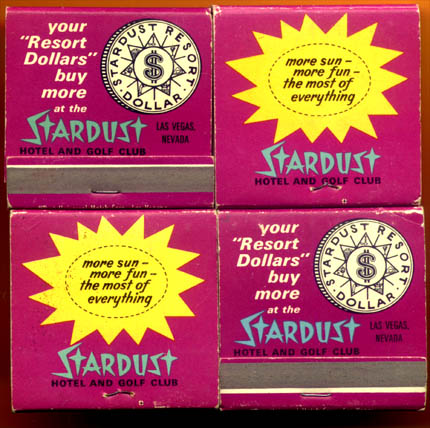 your
"Resort
Dollars"
buy
more
at the
STARDUST
HOTEL AND GOLF CLUB
LAS VEGAS,
NEVADA
STARDUST RESORT
DOLLAR
$
more sun –
more fun –
the most of
everything
STARDUST
HOTEL AND GOLF CLUB
more sun –
more fun –
the most of
everything
STARDUST
HOTEL AND GOLF CLUB
your
"Resort
Dollars"
buy
more
at the
STARDUST
HOTEL AND GOLF CLUB
LAS VEGAS,
NEVADA
STARDUST RESORT
DOLLAR
$